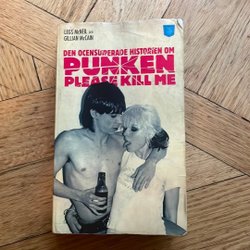 LEGS McNEIL och
GILLIAN McCAIN
DEN OCENSURERADE HISTORIEN OM
PUNKEN
PLEASE KILL ME